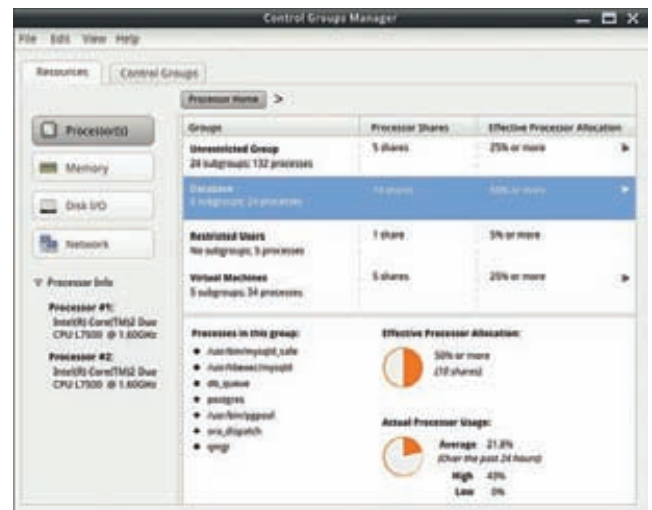 Control Groups Manager
File Edit View Help
Resources Control Groups
Processor Home >
Processor(s)
Memory
Disk I/O
Network
Processor Info
Processor #1:
Intel(R) Core(TM)2 Duo
CPU L7500 @ 1.60GHz
Processor #2:
Intel(R) Core(TM)2 Duo
CPU L7500 @ 1.60GHz
Groups Processor Shares Effective Processor Allocation
Unrestricted Group 5 shares 25% or more
24 subgroups; 132 processes
Database 10 shares 50% or more
subgroups; 24 processes
Restricted Users 1 share 5% or more
No subgroups; 5 processes
Virtual Machines 5 shares 25% or more
5 subgroups; 34 processes
Processes in this group:
/usr/bin/mysqld_safe
/usr/libexec/mysqld
db_queue
postgres
/usr/bin/pgpool
ora_dispatch
qmgr
Effective Processor Allocation:
50% or more
(10 shares)
Actual Processor Usage:
Average 21.8%
(Over the past 24 hours)
High 43%
Low 0%